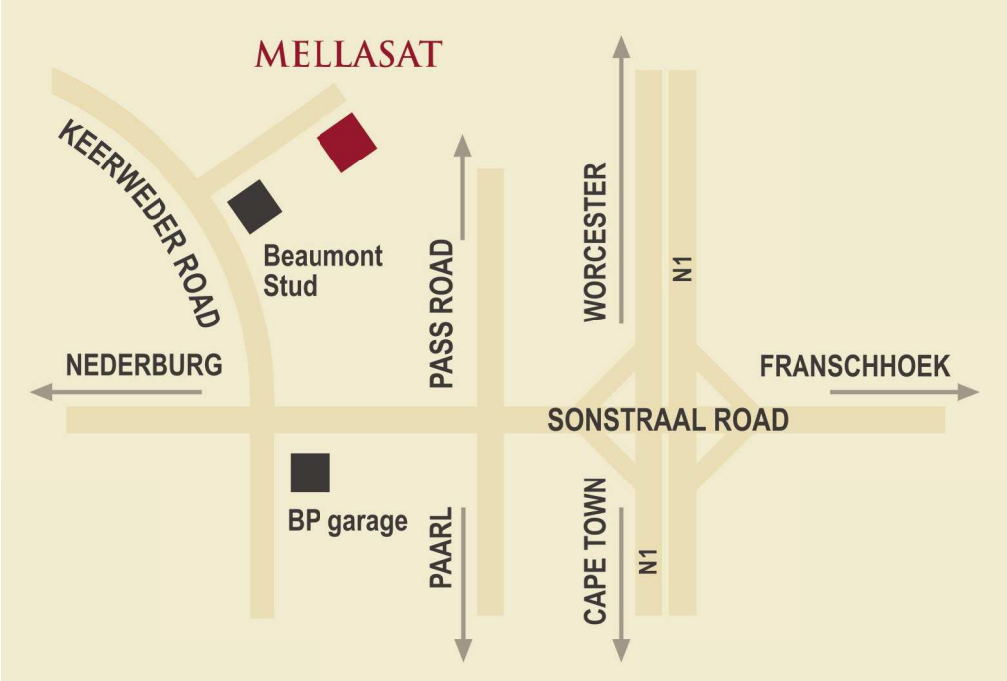 MELLASAT
KEERWEDER ROAD
Beaumont
Stud
PASS ROAD
WORCESTER
N1
NEDERBURG
FRANSCHHOEK
SONSTRAAL ROAD
BP garage
PAARL
CAPE TOWN
N1